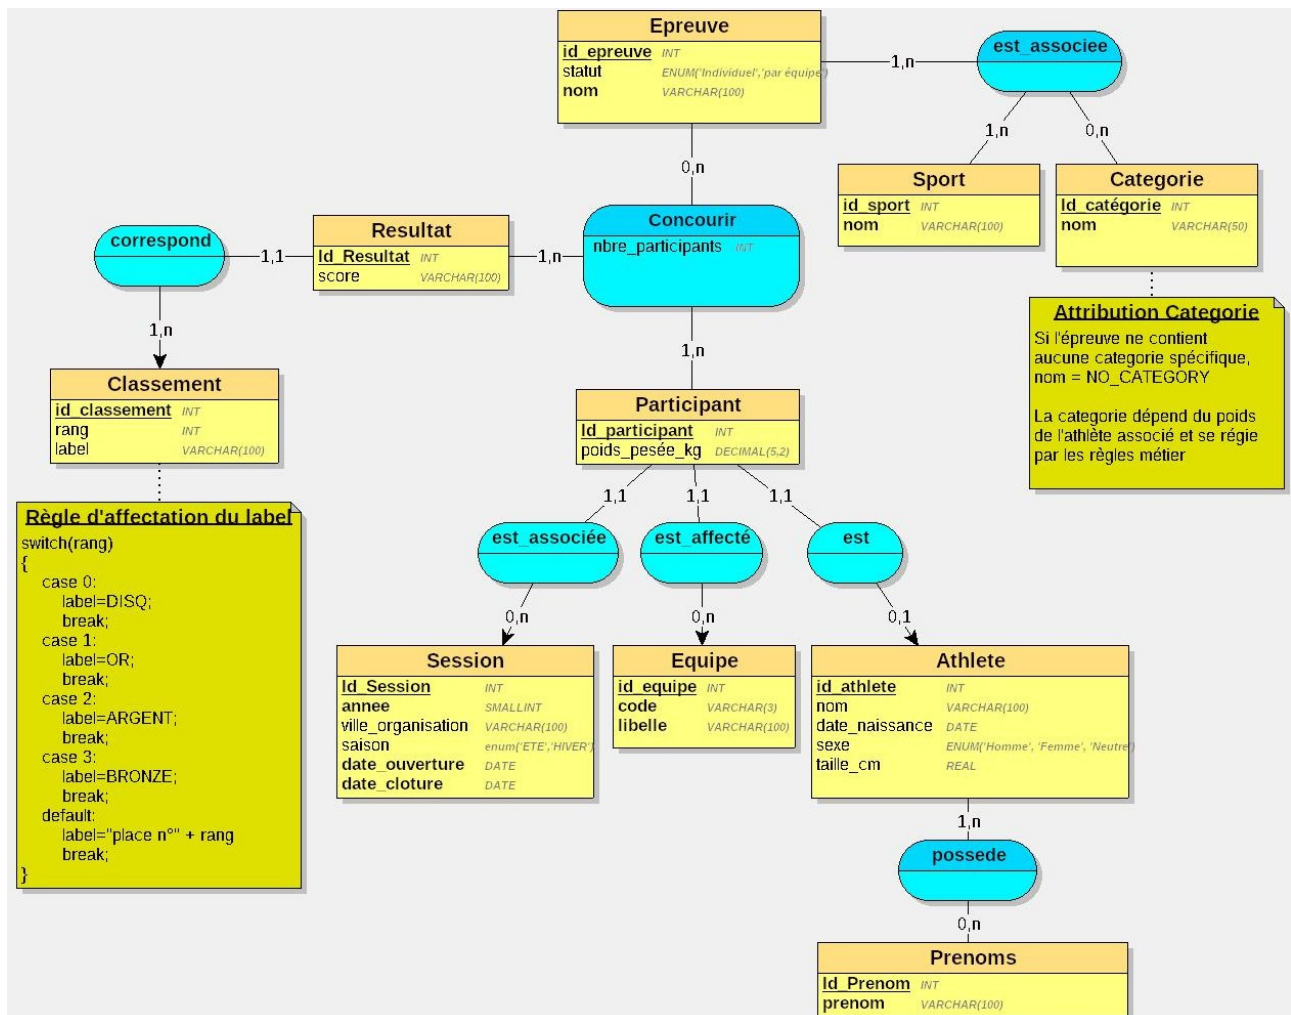 Epreuve
id_epreuve INT
statut ENUM('Individuel','par équipe')
nom VARCHAR(100)
est_associee
1,n
1,n
0,n
0,n
Sport
id_sport INT
nom VARCHAR(100)
Categorie
Id_catégorie INT
nom VARCHAR(50)
Concourir
nbre_participants INT
Resultat
Id_Resultat INT
score VARCHAR(100)
correspond
1,1
1,n
1,n
1,n
Attribution Categorie
Si l'épreuve ne contient
aucune categorie spécifique,
nom = NO_CATEGORY
La categorie dépend du poids
de l'athlète associé et se régie
par les règles métier
Classement
id_classement INT
rang INT
label VARCHAR(100)
Participant
Id_participant INT
poids_pesée_kg DECIMAL(5,2)
1,1
1,1
1,1
Règle d'affectation du label
switch(rang)
{
case 0:
label=DISQ;
break;
case 1:
label=OR;
break;
case 2:
label=ARGENT;
break;
case 3:
label=BRONZE;
break;
default:
label="place n°" + rang
break;
}
est_associée
est_affecté
est
0,n
0,n
0,1
Session
Id_Session INT
annee SMALLINT
ville_organisation VARCHAR(100)
saison enum('ETE','HIVER')
date_ouverture DATE
date_cloture DATE
Equipe
id_equipe INT
code VARCHAR(3)
libelle VARCHAR(100)
Athlete
id_athlete INT
nom VARCHAR(100)
date_naissance DATE
sexe ENUM('Homme', 'Femme', 'Neutre')
taille_cm REAL
1,n
possede
0,n
Prenoms
Id_Prenom INT
prenom VARCHAR(100)